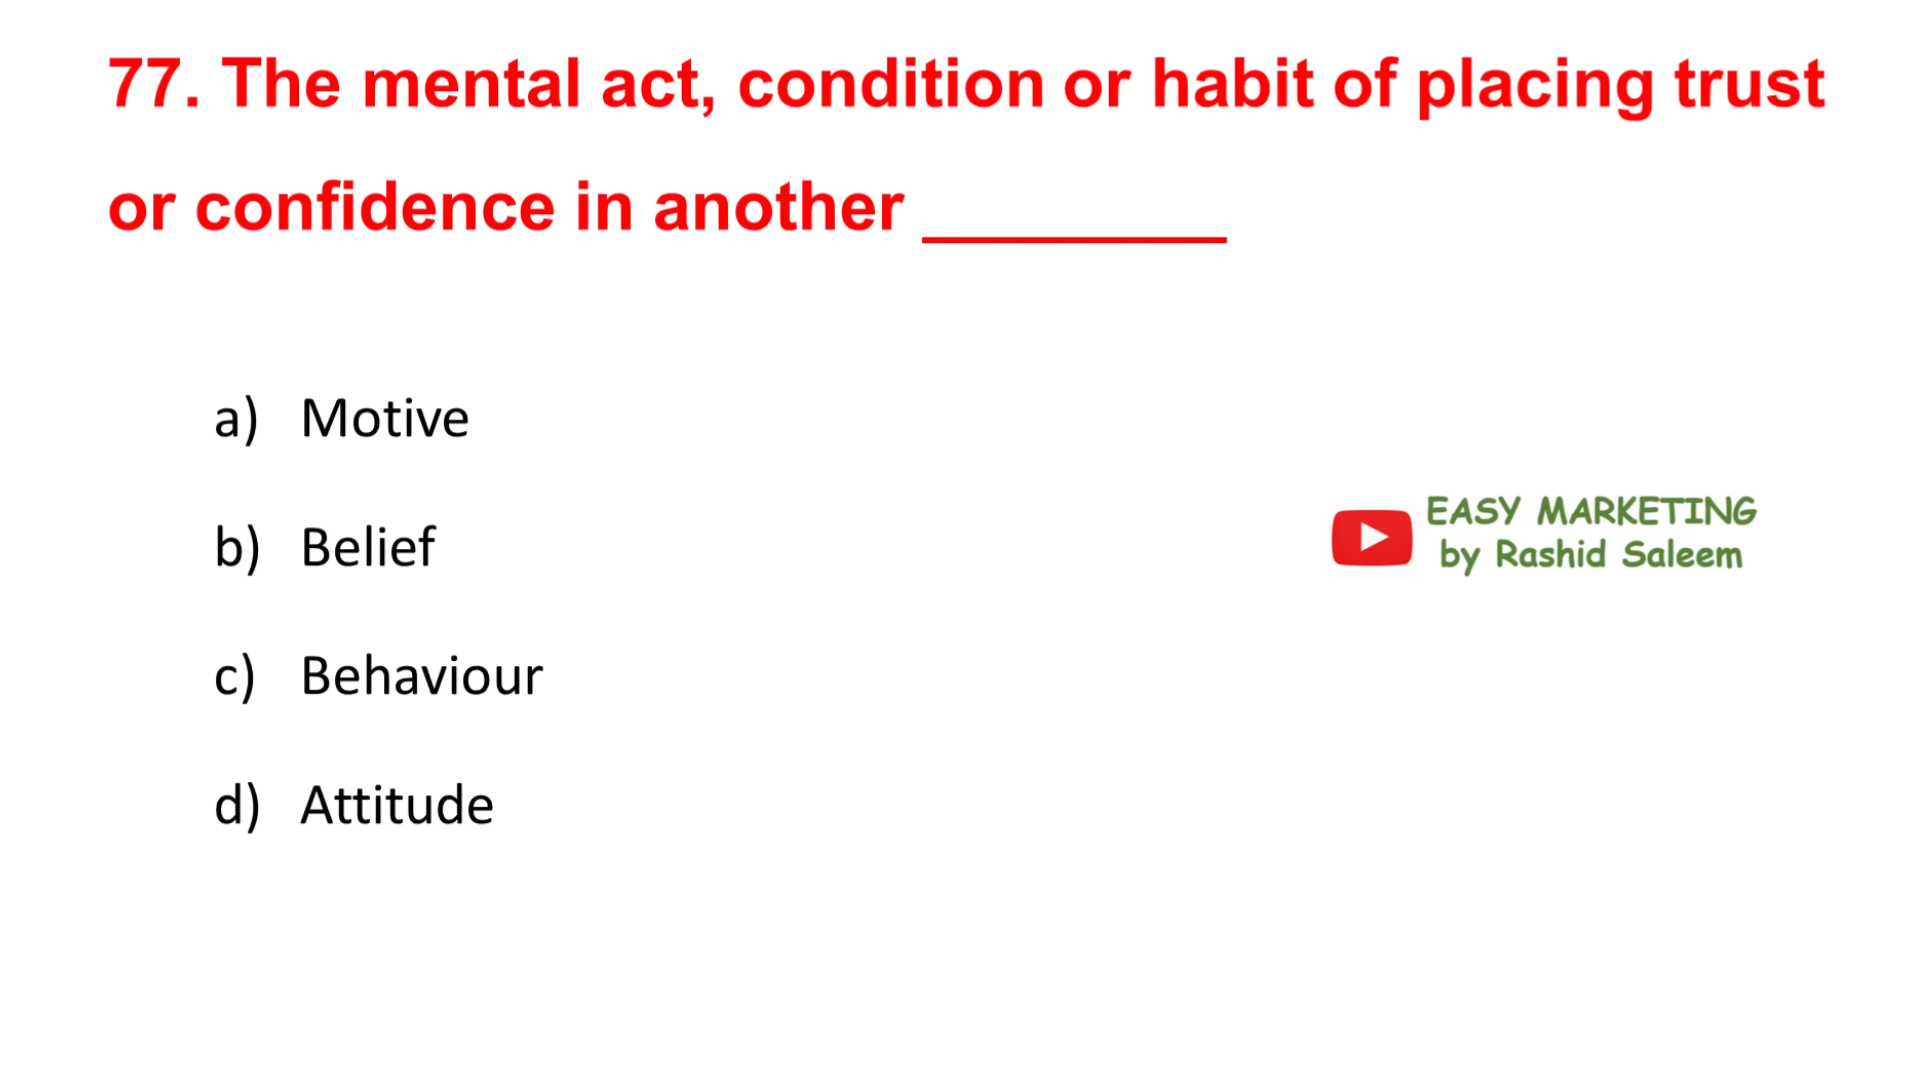 77. The mental act, condition or habit of placing trust
or confidence in another _________
a) Motive
b) Belief
c) Behaviour
d) Attitude
EASY MARKETING
by Rashid Saleem